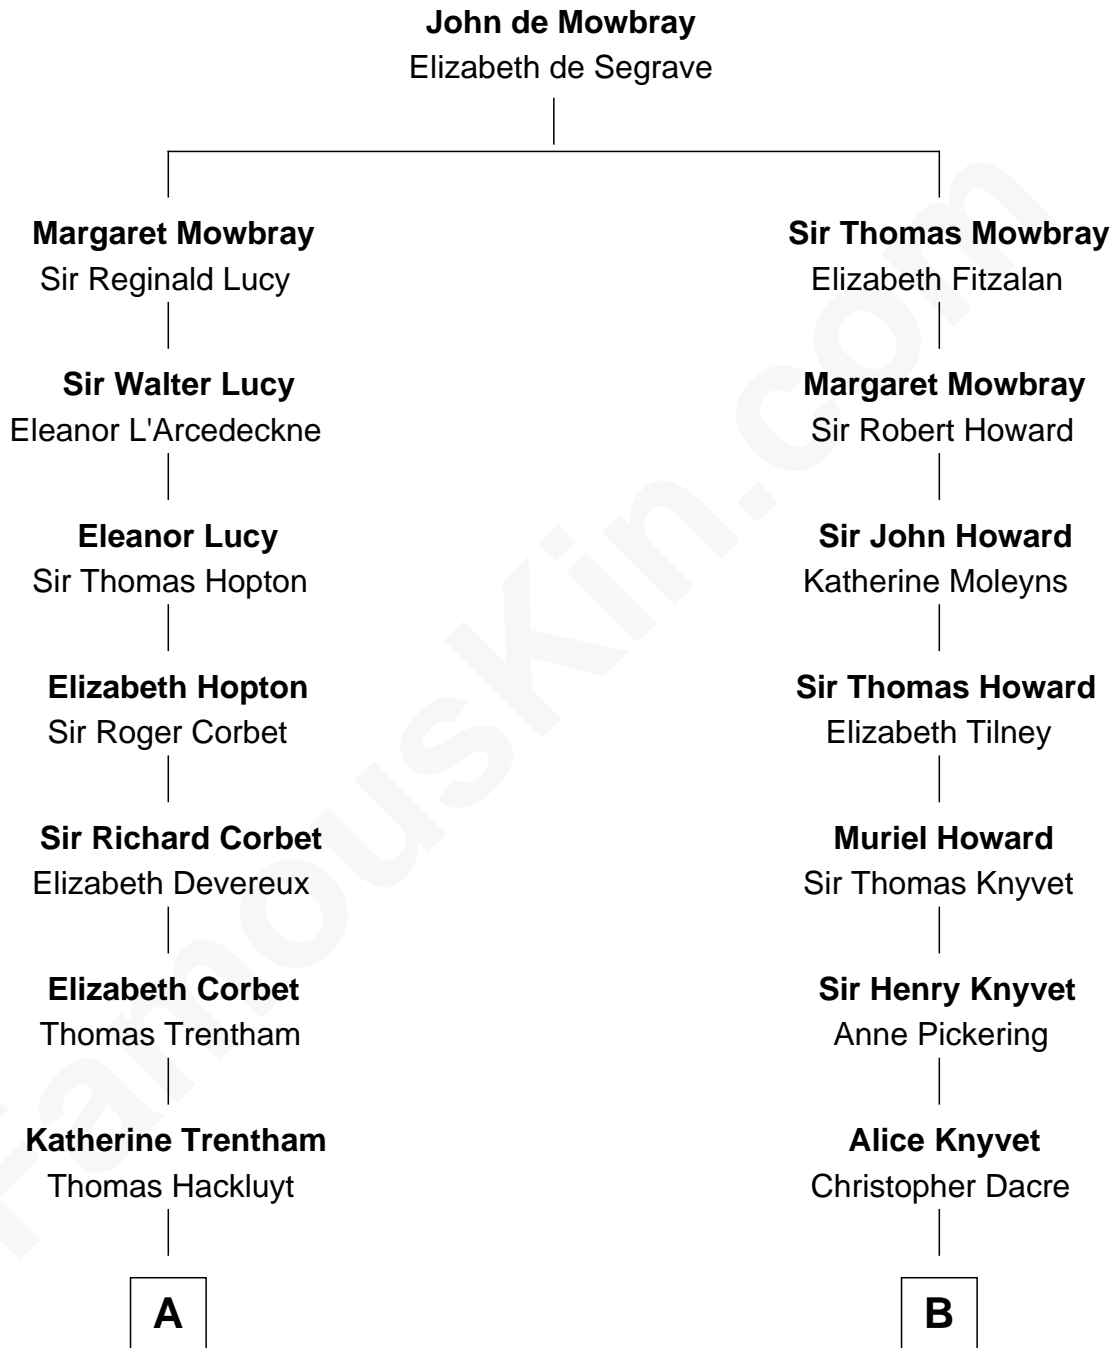 John de Mowbray
Elizabeth de Segrave
Margaret Mowbray
Sir Reginald Lucy
Sir Walter Lucy
Eleanor L'Arcedeckne
Eleanor Lucy
Sir Thomas Hopton
Elizabeth Hopton
Sir Roger Corbet
Sir Richard Corbet
Elizabeth Devereux
Elizabeth Corbet
Thomas Trentham
Katherine Trentham
Thomas Hackluyt
A
Sir Thomas Mowbray
Elizabeth Fitzalan
Margaret Mowbray
Sir Robert Howard
Sir John Howard
Katherine Moleyns
Sir Thomas Howard
Elizabeth Tilney
Muriel Howard
Sir Thomas Knyvet
Sir Henry Knyvet
Anne Pickering
Alice Knyvet
Christopher Dacre
B
FamousKin.com